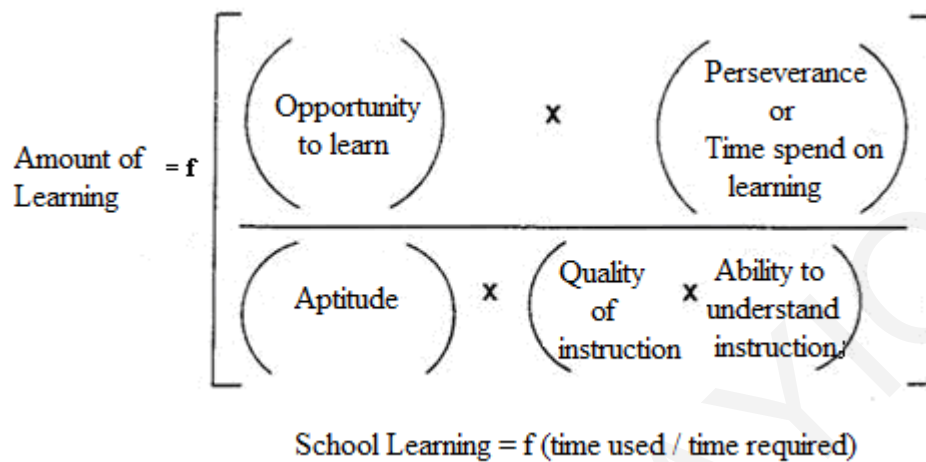 Amount of Learning = f
Opportunity to learn
x
Perseverance
or
Time spend on learning
Aptitude
x
Quality of instruction
x
Ability to understand instruction
School Learning = f (time used / time required)